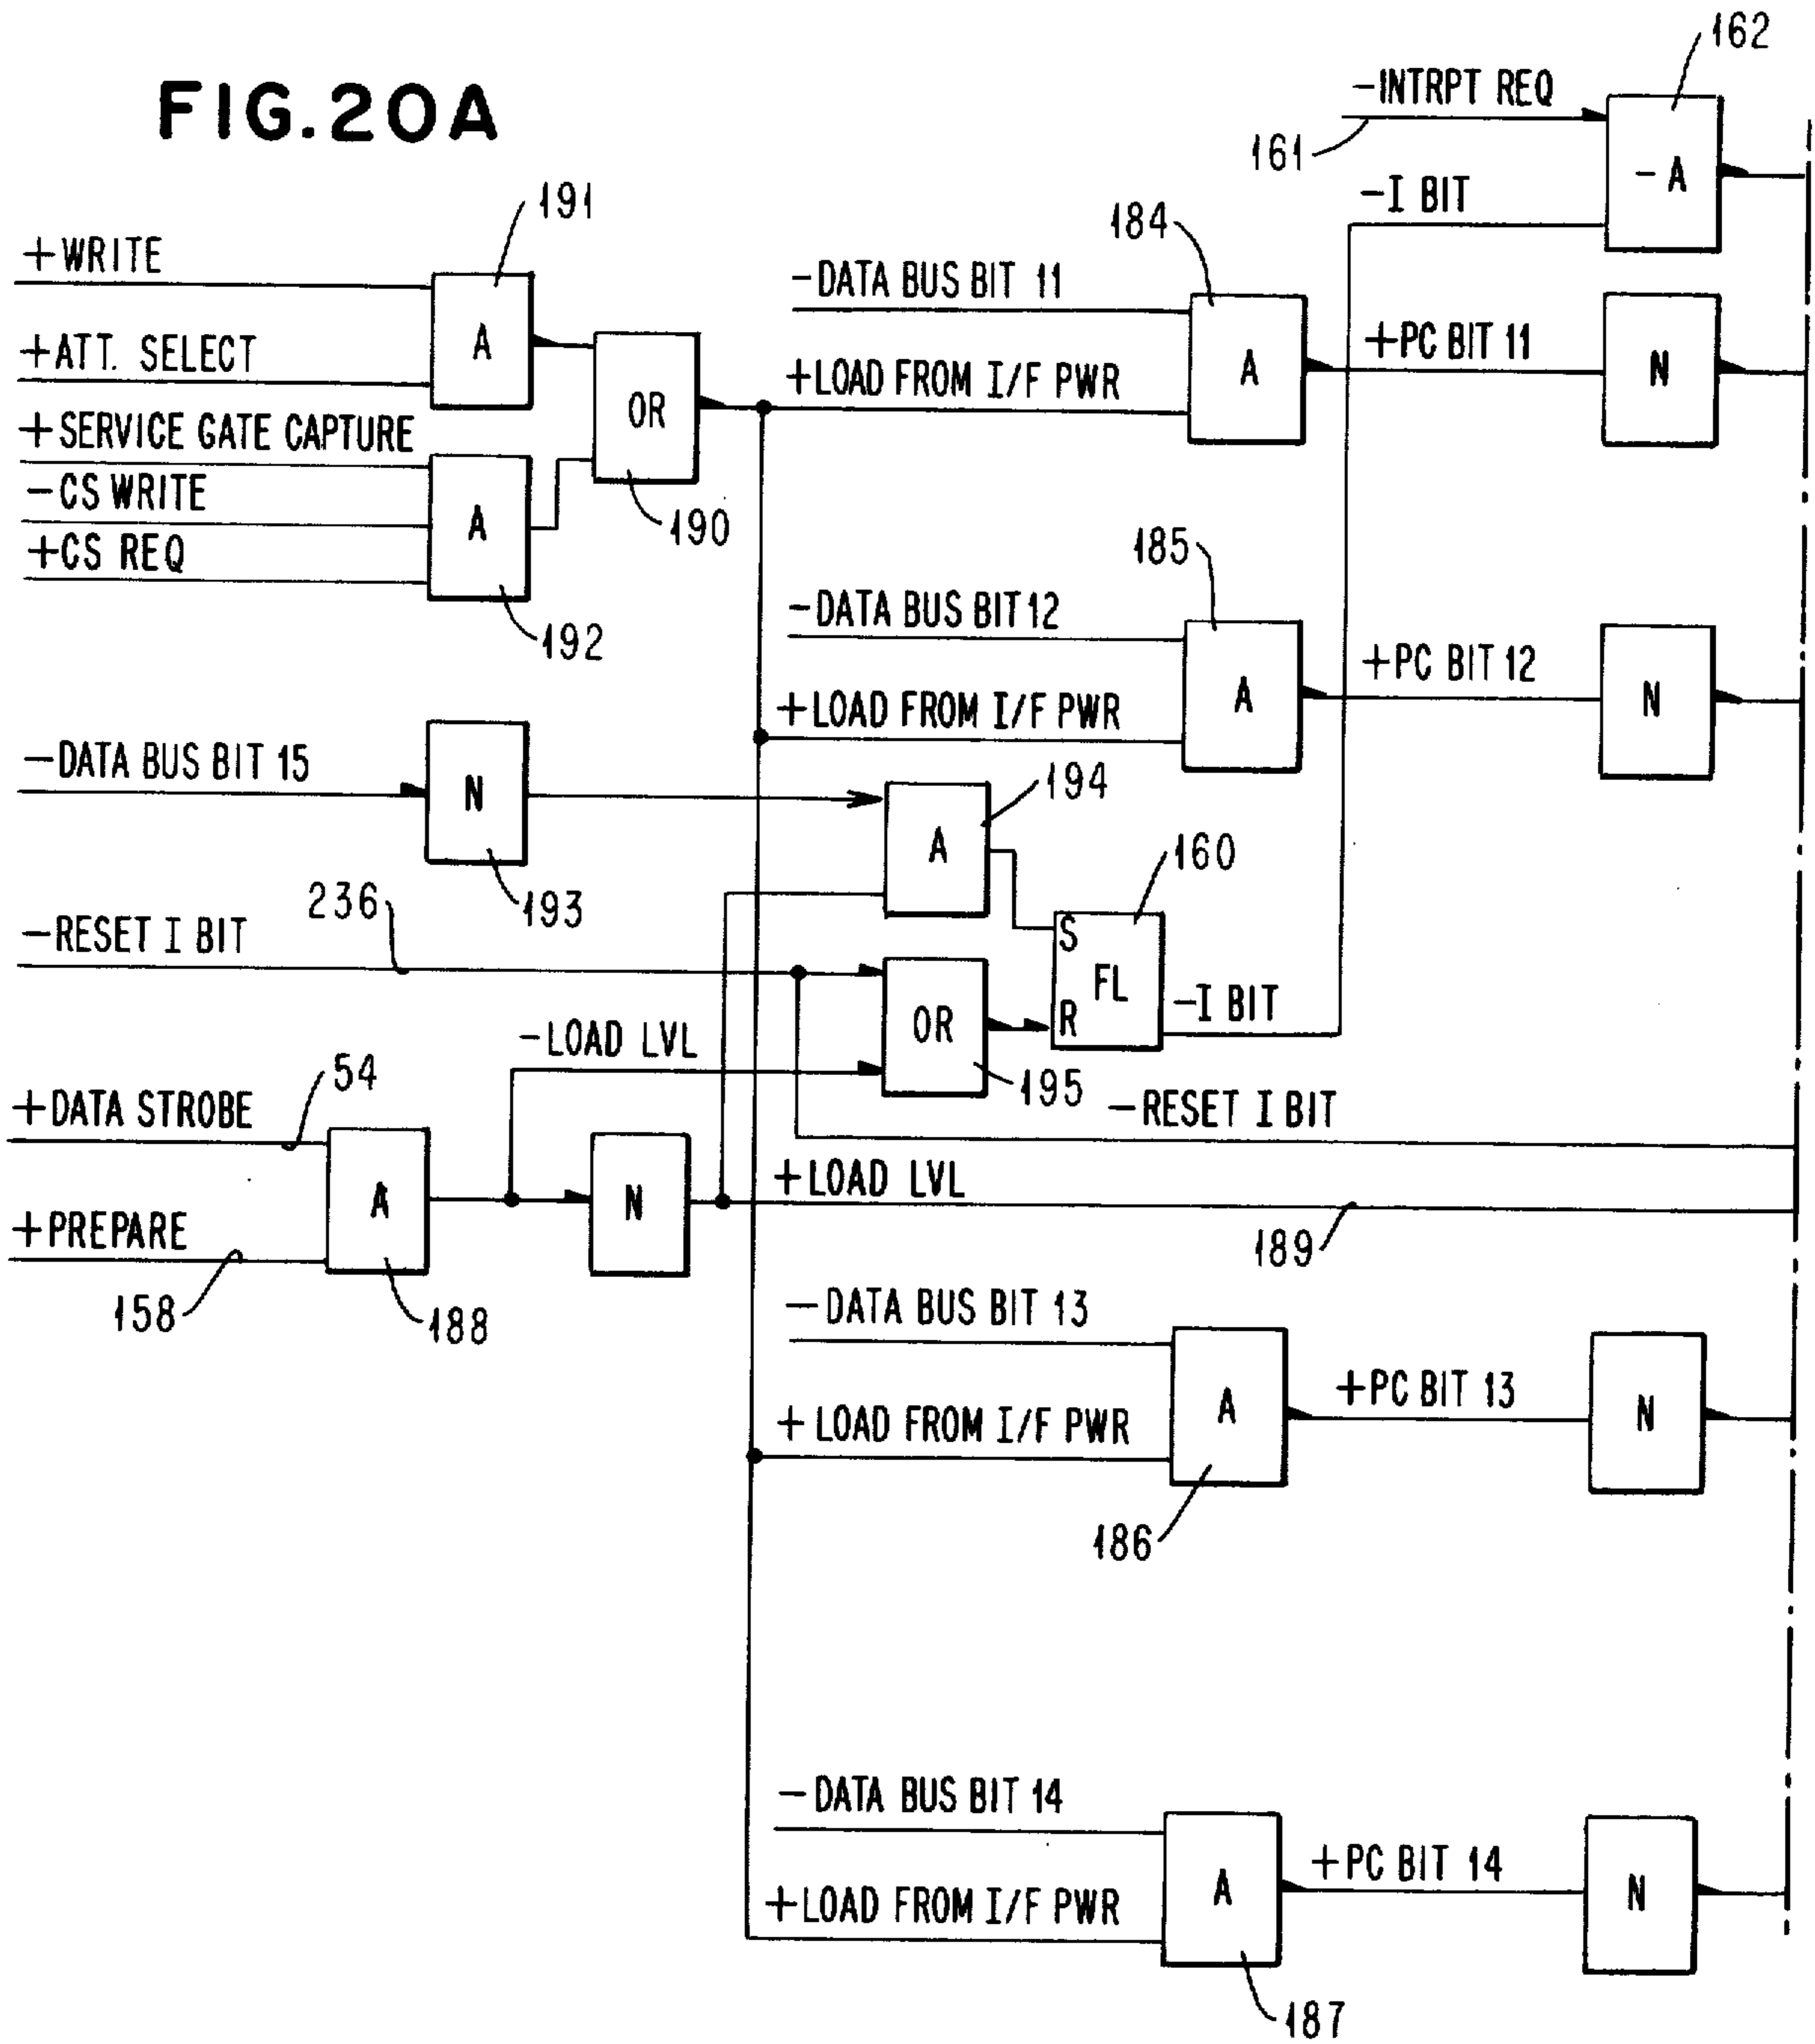 FIG.20A
162
-INTRPT REQ
161
-A
-I BIT
191
+WRITE
A
+ATT. SELECT
184
-DATA BUS BIT 11
A
+LOAD FROM I/F PWR
+PC BIT 11
N
OR
190
+SERVICE GATE CAPTURE
-CS WRITE
A
+CS REQ
192
185
-DATA BUS BIT 12
A
+LOAD FROM I/F PWR
+PC BIT 12
N
-DATA BUS BIT 15
N
193
194
A
160
S
FL
R
-I BIT
236
-RESET I BIT
OR
195
-LOAD LVL
-RESET I BIT
54
+DATA STROBE
A
+PREPARE
158
188
N
+LOAD LVL
189
-DATA BUS BIT 13
A
+LOAD FROM I/F PWR
+PC BIT 13
N
186
-DATA BUS BIT 14
A
+LOAD FROM I/F PWR
+PC BIT 14
N
187